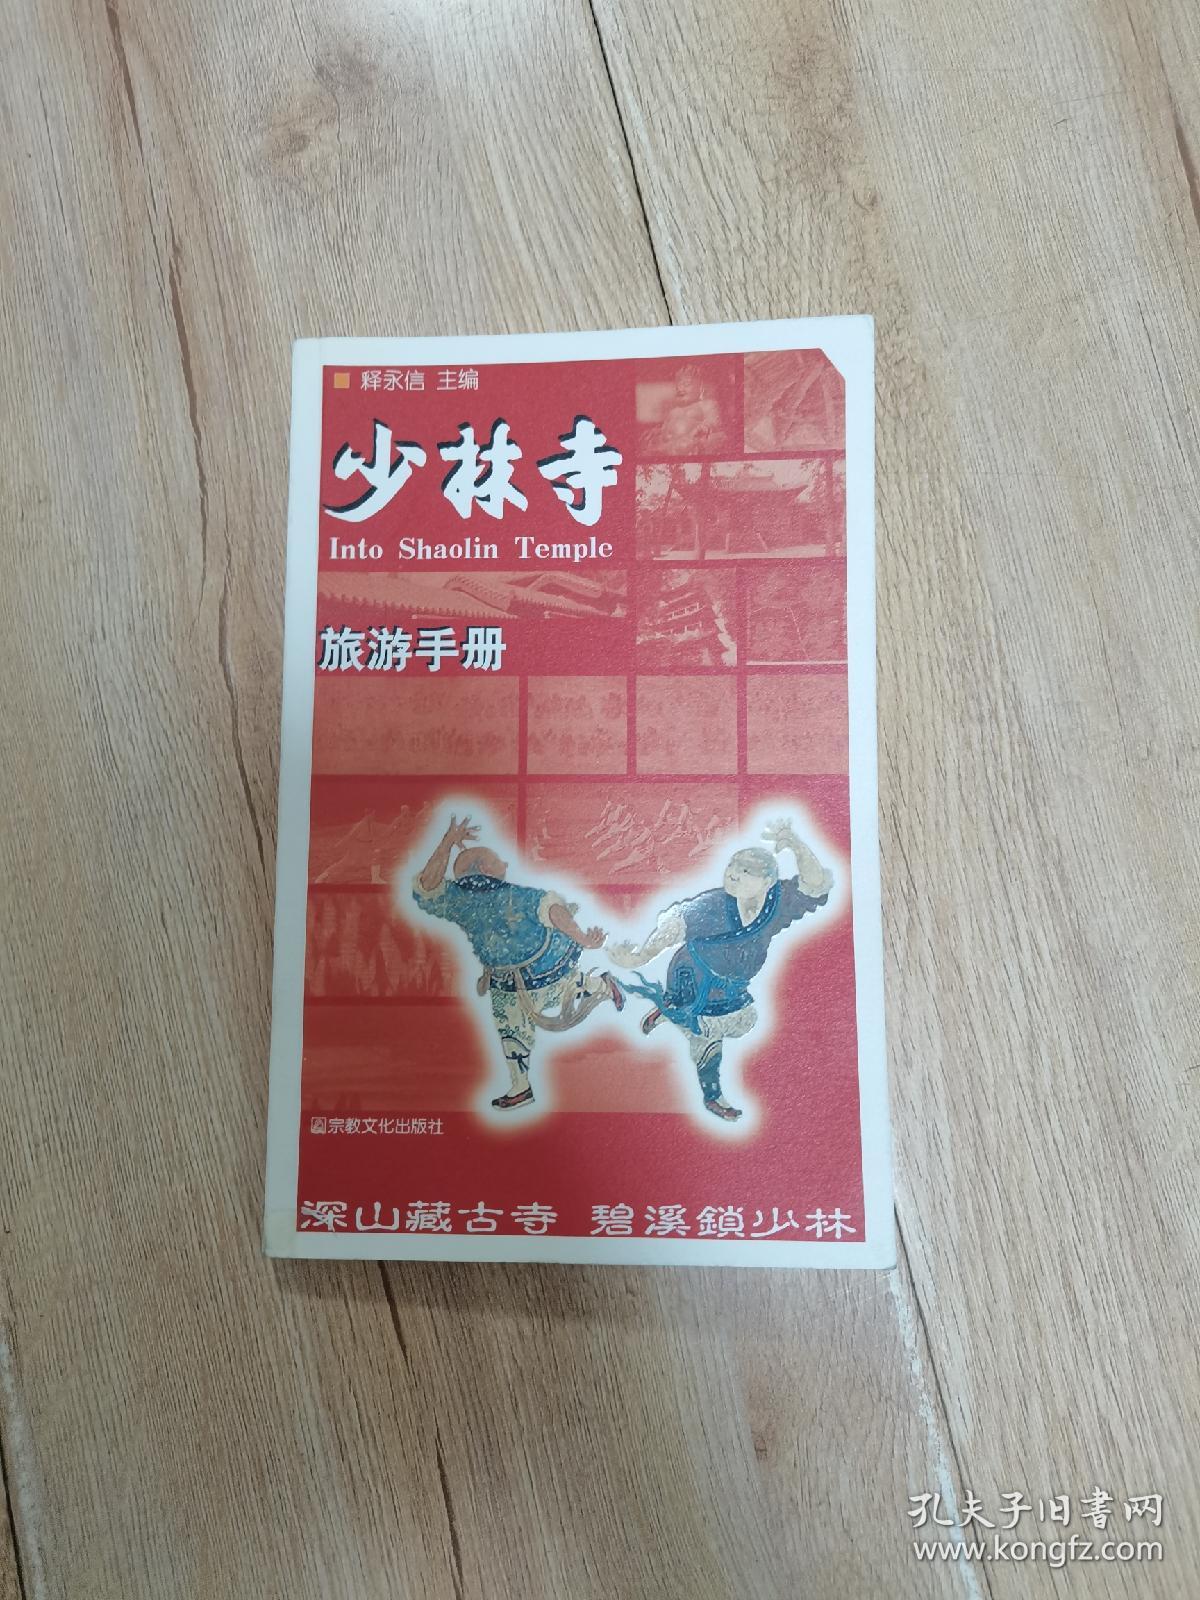 释永信 主编
少林寺
Into Shaolin Temple
旅游手册
宗教文化出版社
深山藏古寺 碧溪鎖少林
孔夫子旧書网
www.kongfz.com